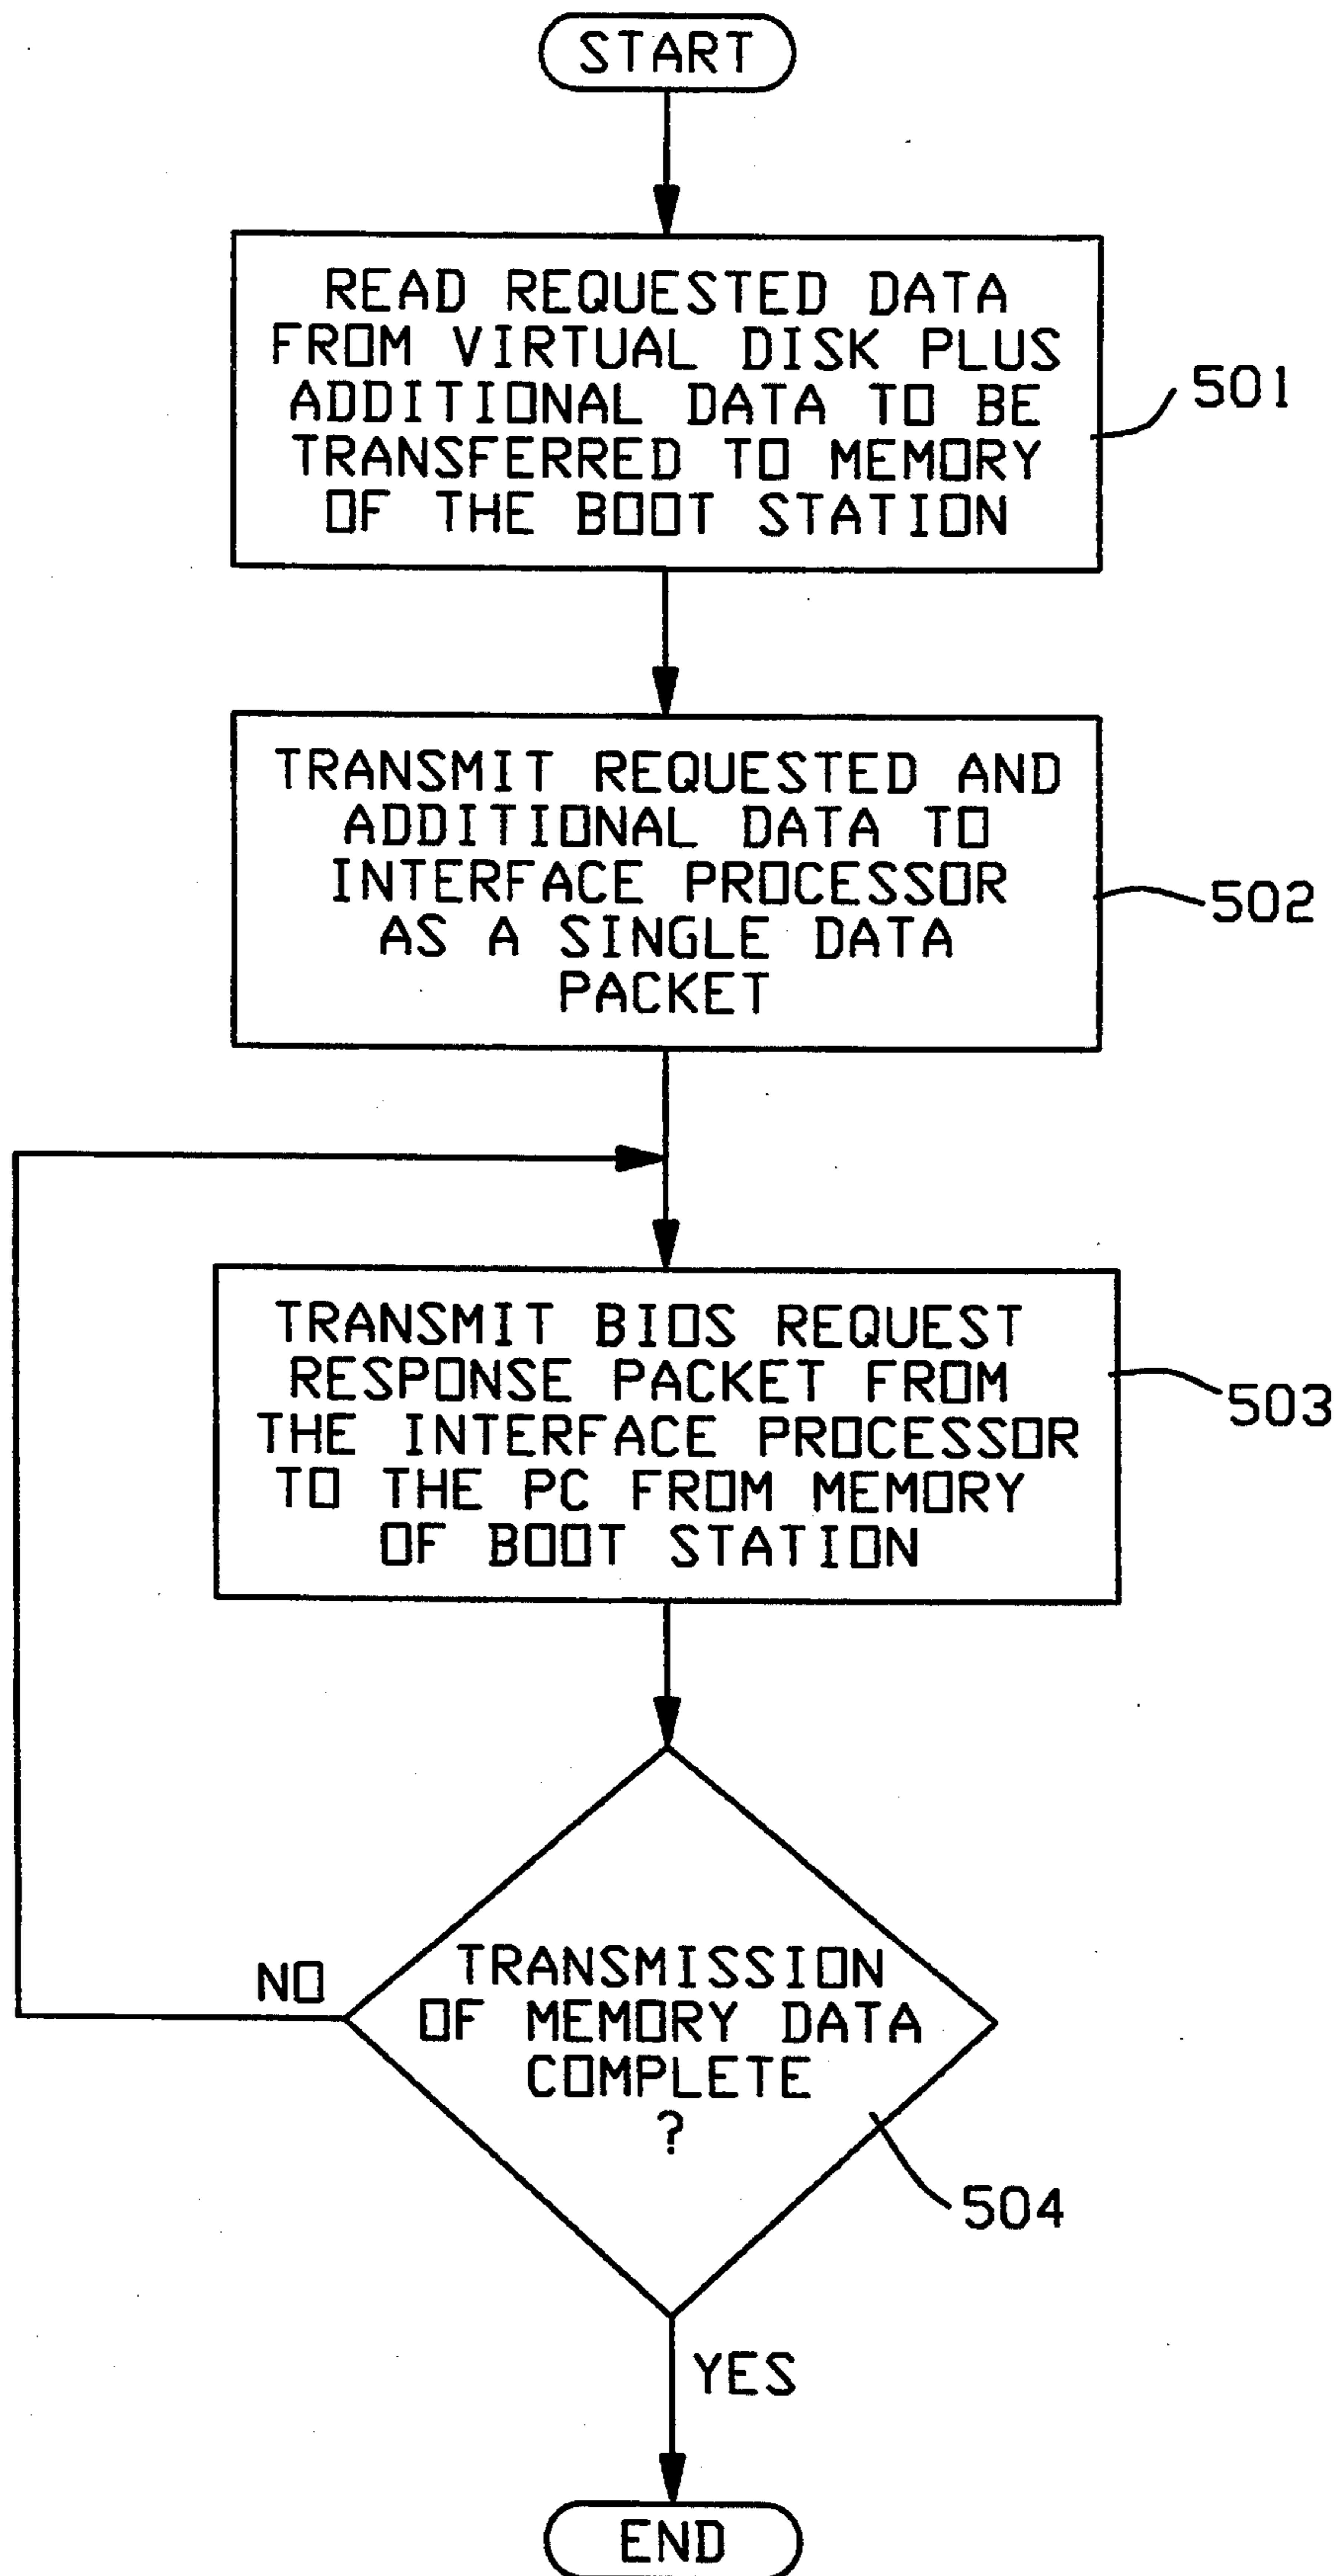 START
READ REQUESTED DATA
FROM VIRTUAL DISK PLUS
ADDITIONAL DATA TO BE
TRANSFERRED TO MEMORY
OF THE BOOT STATION
501
TRANSMIT REQUESTED AND
ADDITIONAL DATA TO
INTERFACE PROCESSOR
AS A SINGLE DATA
PACKET
502
TRANSMIT BIOS REQUEST
RESPONSE PACKET FROM
THE INTERFACE PROCESSOR
TO THE PC FROM MEMORY
OF BOOT STATION
503
NO
TRANSMISSION
OF MEMORY DATA
COMPLETE
?
504
YES
END